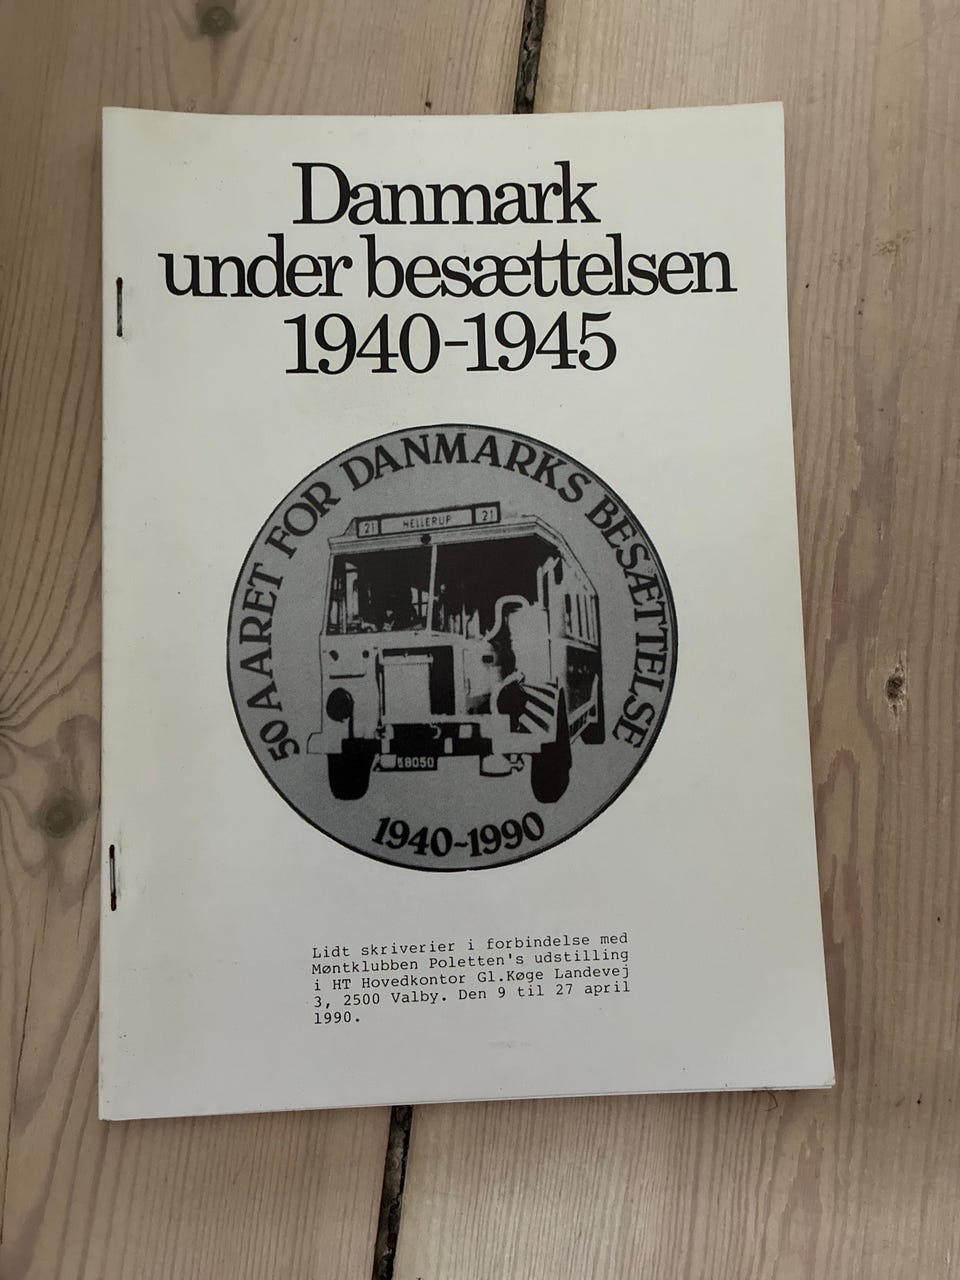 Danmark
under besættelsen
1940-1945
50 AARET FOR DANMARKS BESÆTTELSE
21 HELLERUP 21
58050
1940~1990
Lidt skriverier i forbindelse med
Møntklubben Poletten's udstilling
i HT Hovedkontor Gl.Køge Landevej
3, 2500 Valby. Den 9 til 27 april
1990.